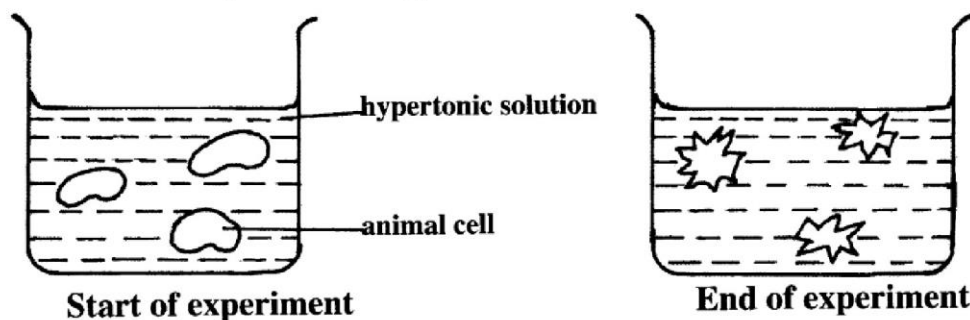 hypertonic solution
animal cell
Start of experiment
End of experiment